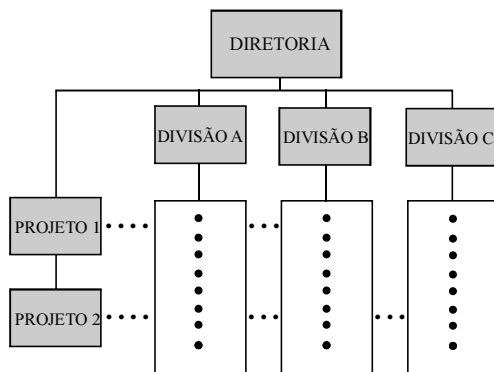 DIRETORIA
DIVISÃO A
DIVISÃO B
DIVISÃO C
PROJETO 1
PROJETO 2